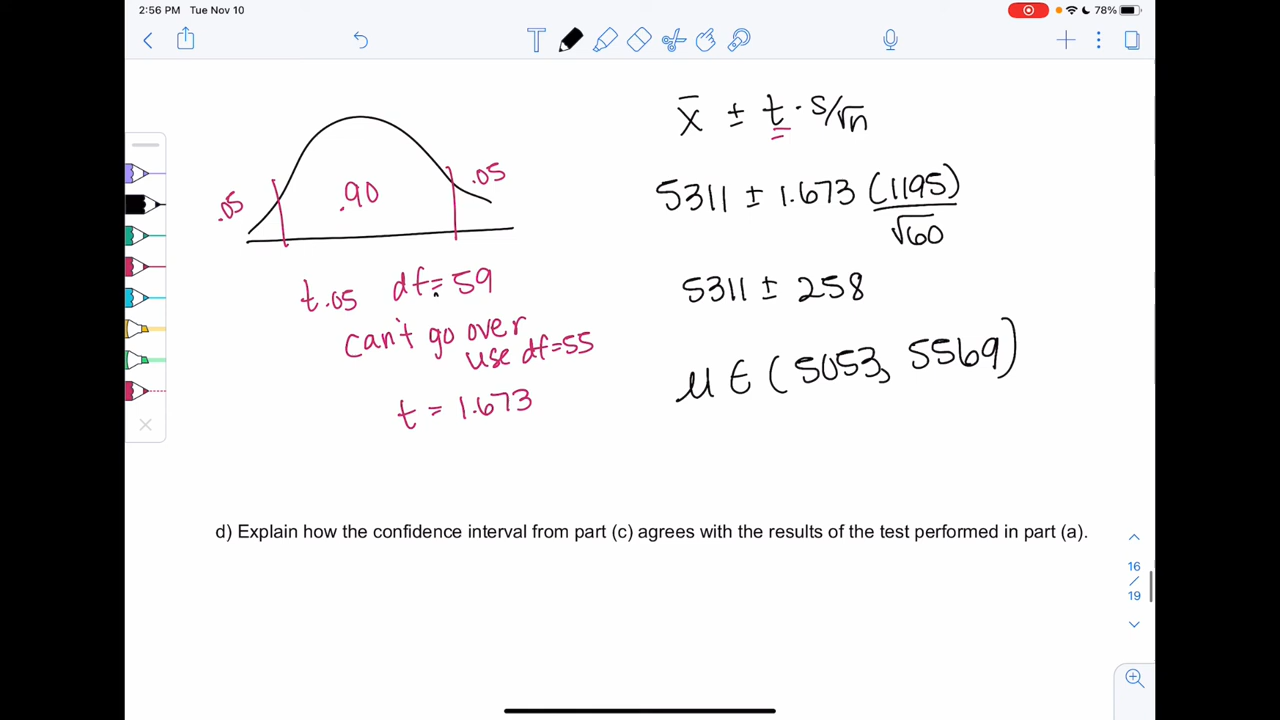 2:56 PM Tue Nov 10
78%
T
.05
.90
.05
t.05 df = 59
can't go over
use df=55
t = 1.673
x̄ ± t · s/√n
5311 ± 1.673 (1195)
√60
5311 ± 258
μ ∈ (5053, 5569)
d) Explain how the confidence interval from part (c) agrees with the results of the test performed in part (a).
16
/
19